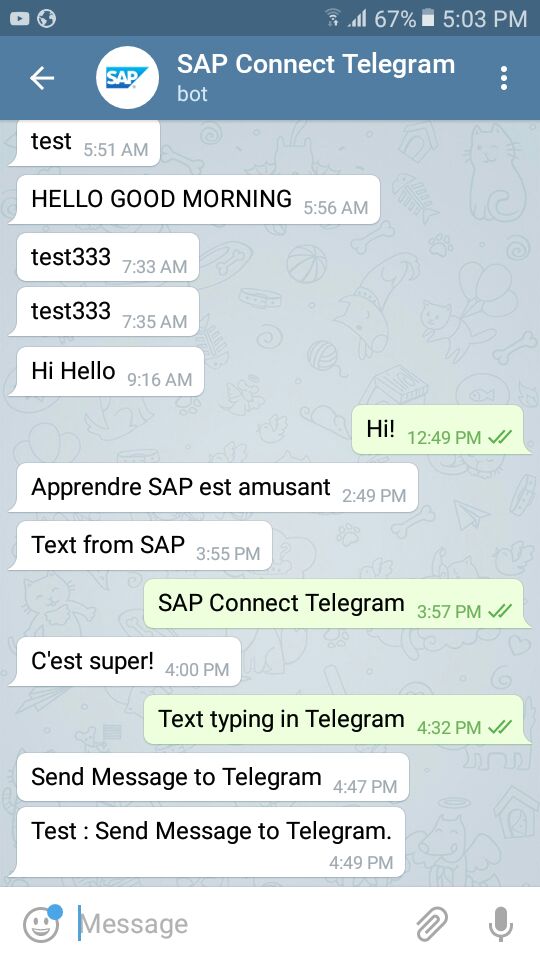 67% 5:03 PM
SAP
SAP Connect Telegram
bot
test 5:51 AM
HELLO GOOD MORNING 5:56 AM
test333 7:33 AM
test333 7:35 AM
Hi Hello 9:16 AM
Hi! 12:49 PM
Apprendre SAP est amusant 2:49 PM
Text from SAP 3:55 PM
SAP Connect Telegram 3:57 PM
C'est super! 4:00 PM
Text typing in Telegram 4:32 PM
Send Message to Telegram 4:47 PM
Test : Send Message to Telegram.
4:49 PM
Message